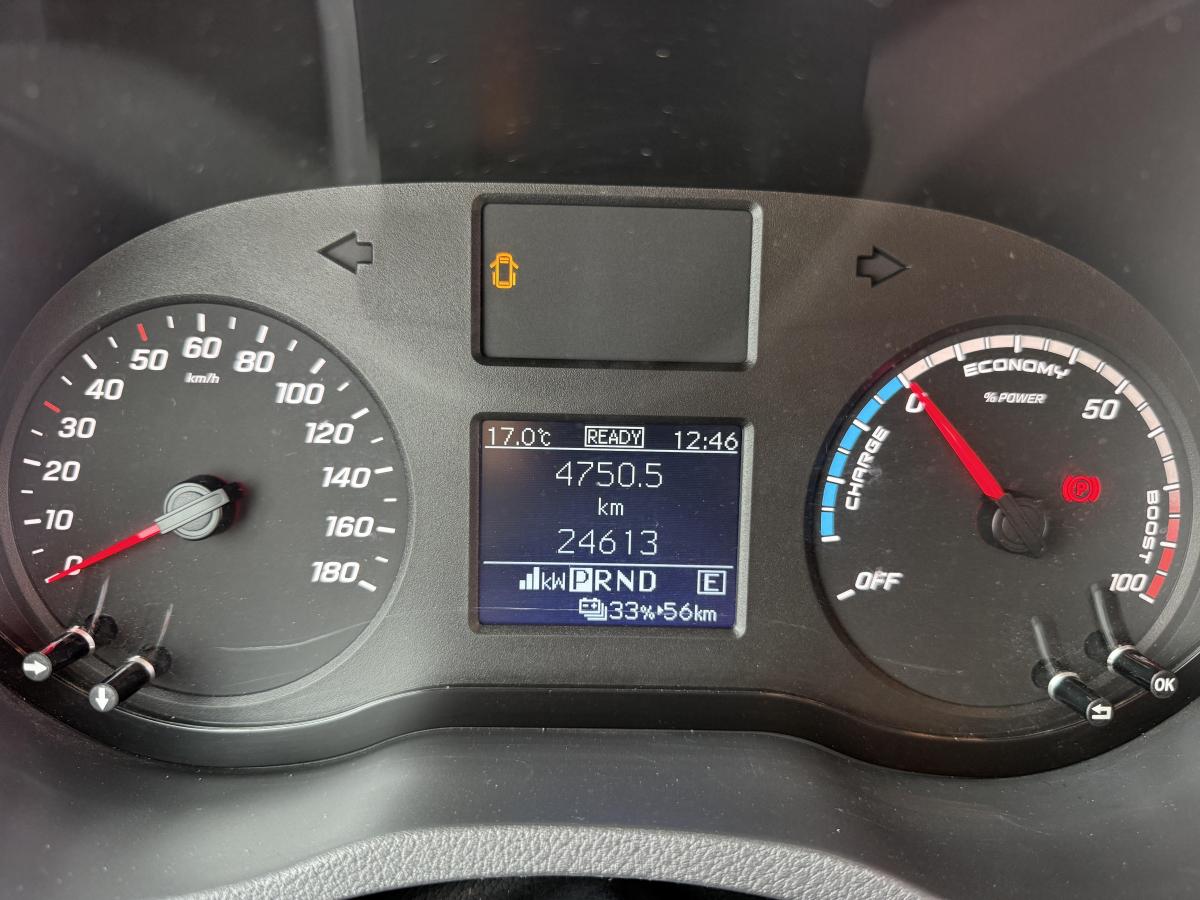 0
10
20
30
40
50
60
80
100
120
140
160
180
km/h
17.0°c READY 12:46
4750.5
km
24613
kW PRND E
33%▸56km
OFF
CHARGE
0
ECONOMY
% POWER
50
P
BOOST
100
OK